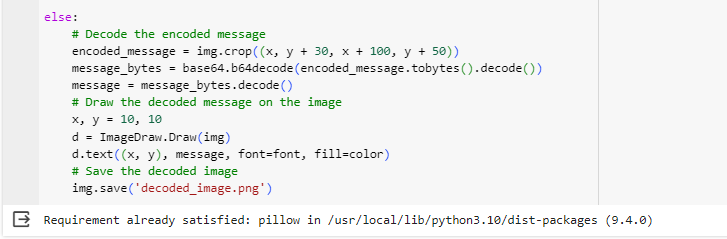 else:
# Decode the encoded message
encoded_message = img.crop((x, y + 30, x + 100, y + 50))
message_bytes = base64.b64decode(encoded_message.tobytes().decode())
message = message_bytes.decode()
# Draw the decoded message on the image
x, y = 10, 10
d = ImageDraw.Draw(img)
d.text((x, y), message, font=font, fill=color)
# Save the decoded image
img.save('decoded_image.png')
Requirement already satisfied: pillow in /usr/local/lib/python3.10/dist-packages (9.4.0)